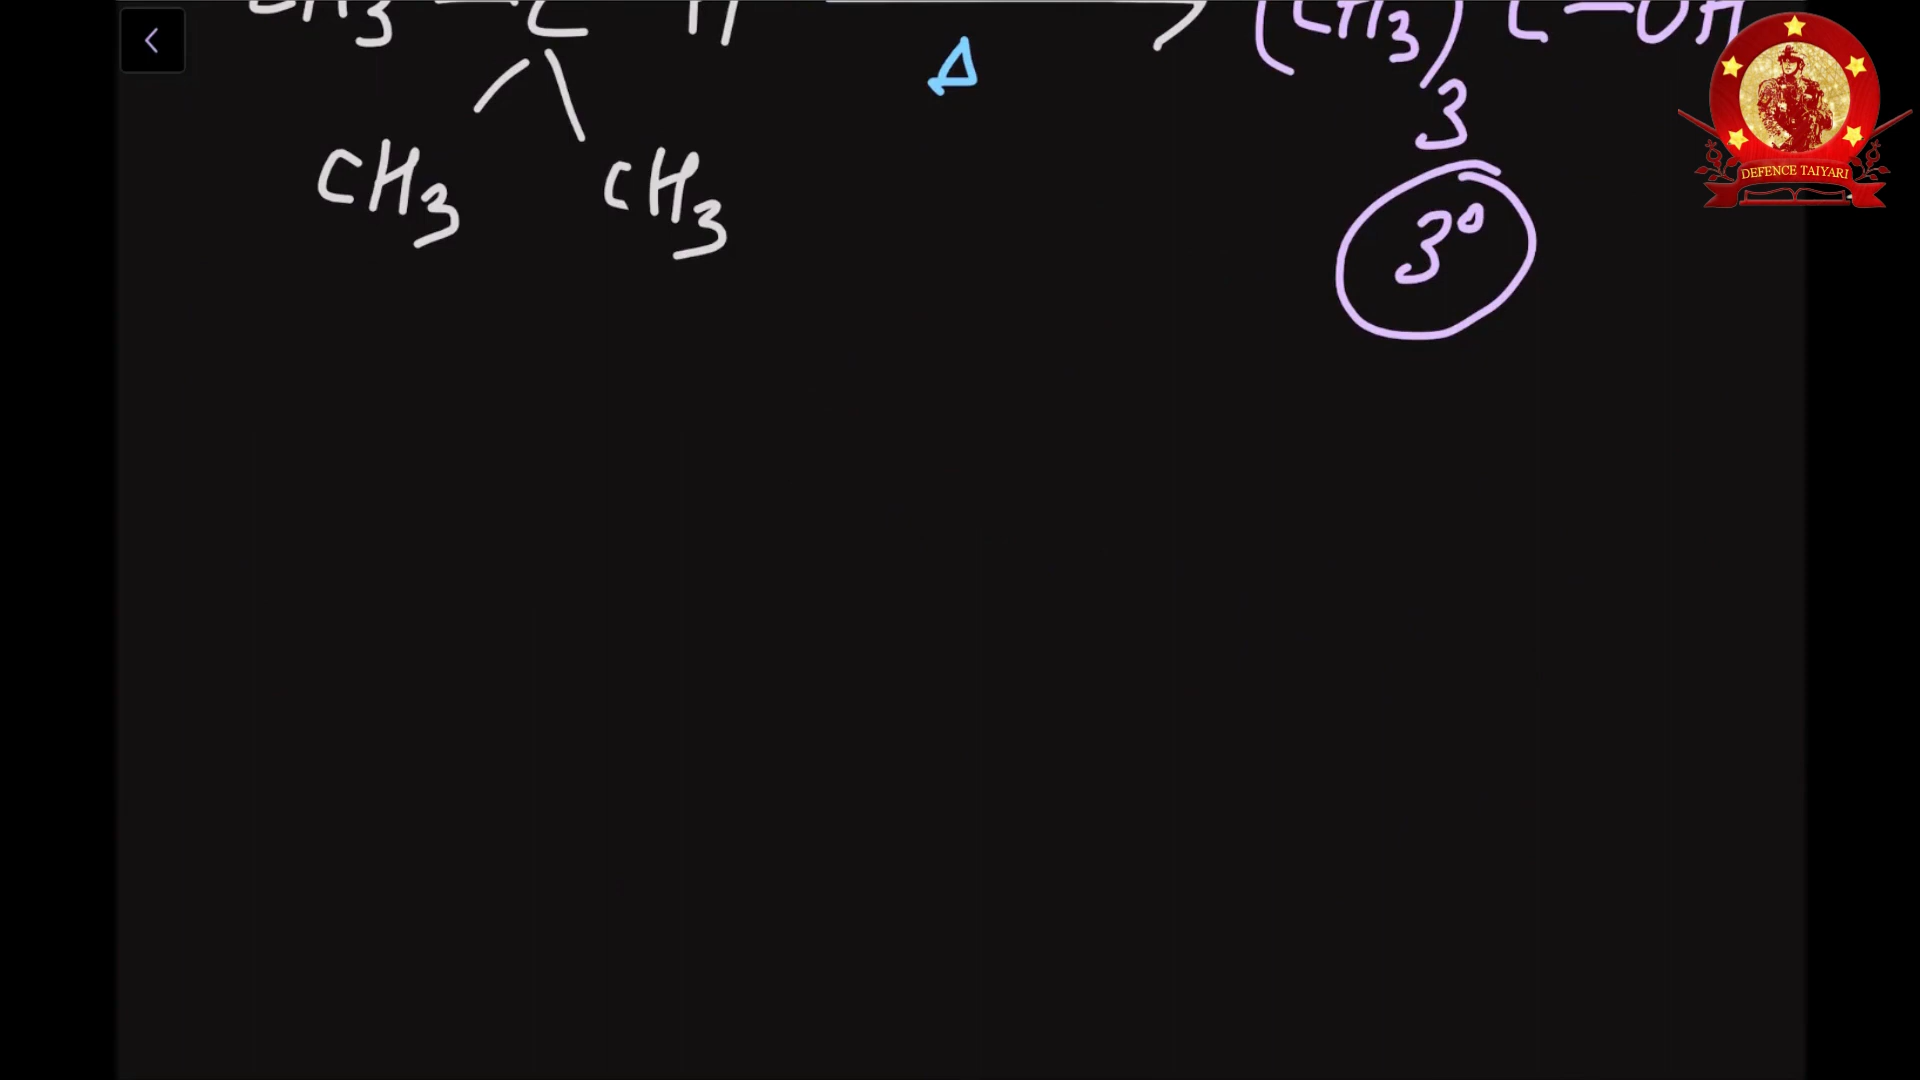 CH3 — C H → (CH3)3 C—OH
Δ
CH3 CH3
3°
DEFENCE TAIYARI